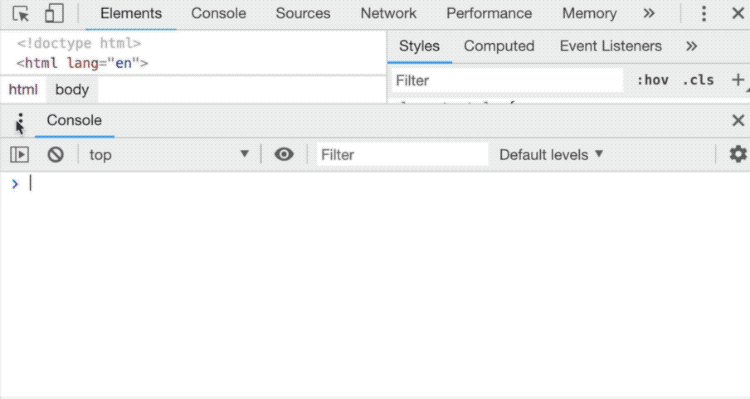 Elements Console Sources Network Performance Memory »
<!doctype html>
<html lang="en">
html body
Styles Computed Event Listeners »
Filter :hov .cls +
Console
top Filter Default levels
>